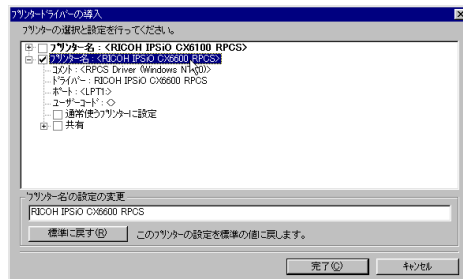 プリンタードライバーの導入
プリンターの選択と設定を行ってください。
プリンター名 : <RICOH IPSiO CX6100 RPCS>
プリンター名 : <RICOH IPSiO CX6600 RPCS>
コメント : <RPCS Driver (Windows NT 4.0)>
ドライバー : RICOH IPSiO CX6600 RPCS
ポート : <LPT1>
ユーザーコード : <>
通常使うプリンターに設定
共有
'プリンター名'の設定の変更
RICOH IPSiO CX6600 RPCS
標準に戻す(R)
このプリンターの設定を標準の値に戻します。
完了(C)
キャンセル